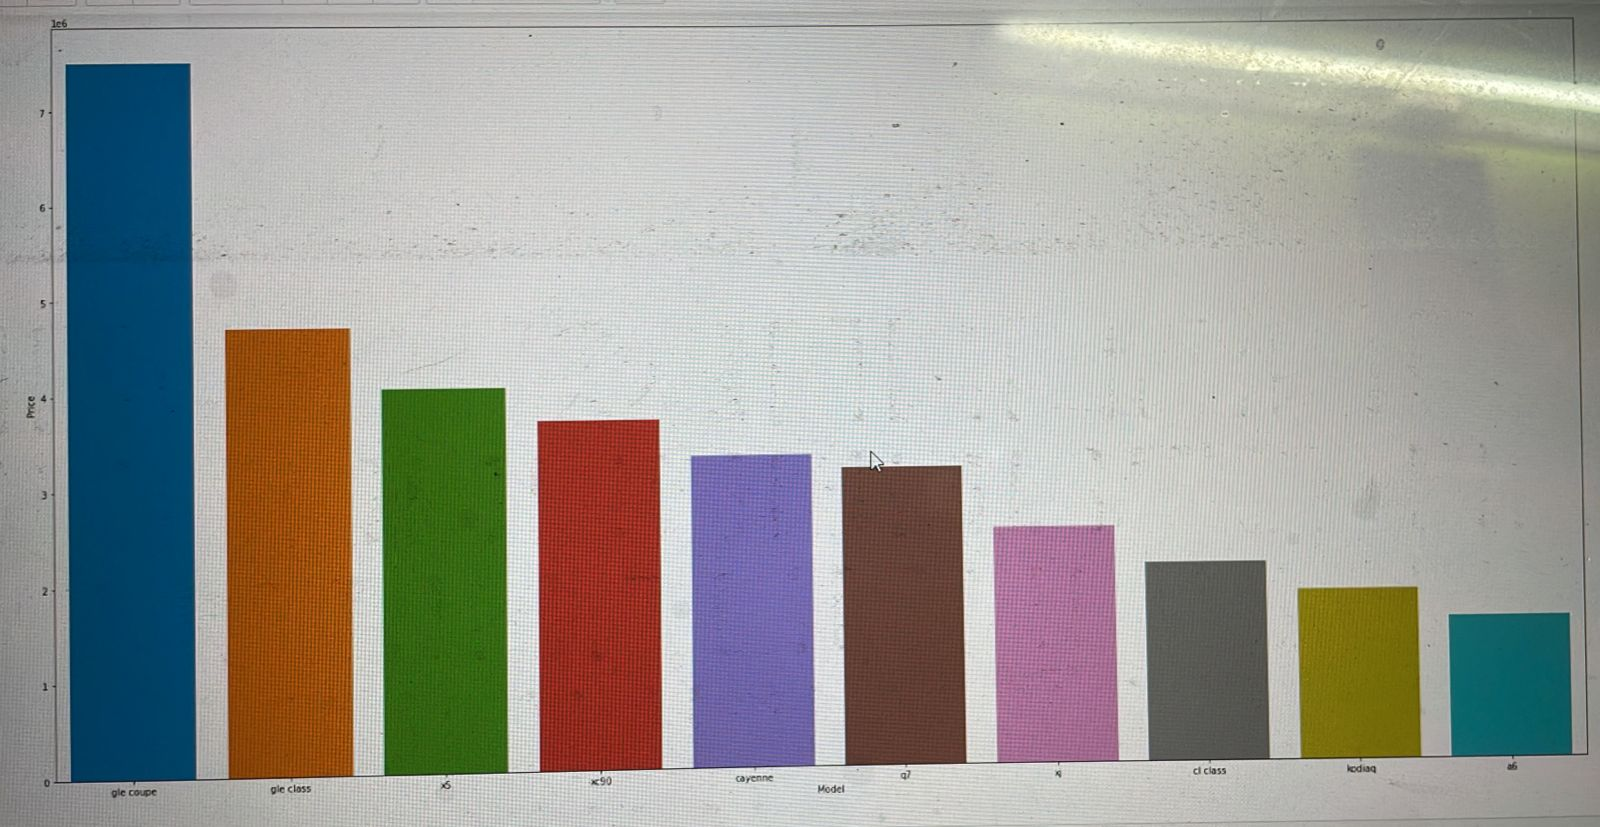 1e6
7
6
5
4
3
2
1
0
Price
gle coupe
gle class
x5
xc90
cayenne
q7
xj
cl class
kodiaq
a6
Model